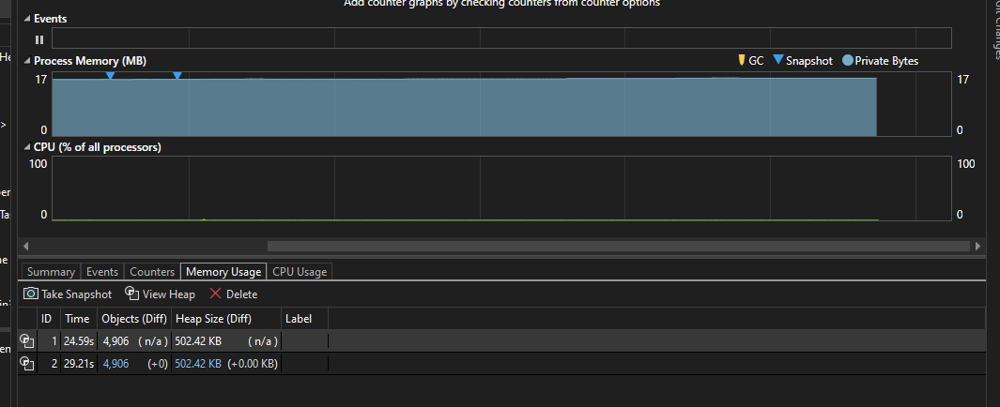 Add counter graphs by checking counters from counter options
Events
Process Memory (MB)
GC Snapshot Private Bytes
17 17
0 0
CPU (% of all processors)
100 100
0 0
Summary Events Counters Memory Usage CPU Usage
Take Snapshot View Heap Delete
ID Time Objects (Diff) Heap Size (Diff) Label
1 24.59s 4,906 ( n/a ) 502.42 KB ( n/a )
2 29.21s 4,906 (+0) 502.42 KB (+0.00 KB)